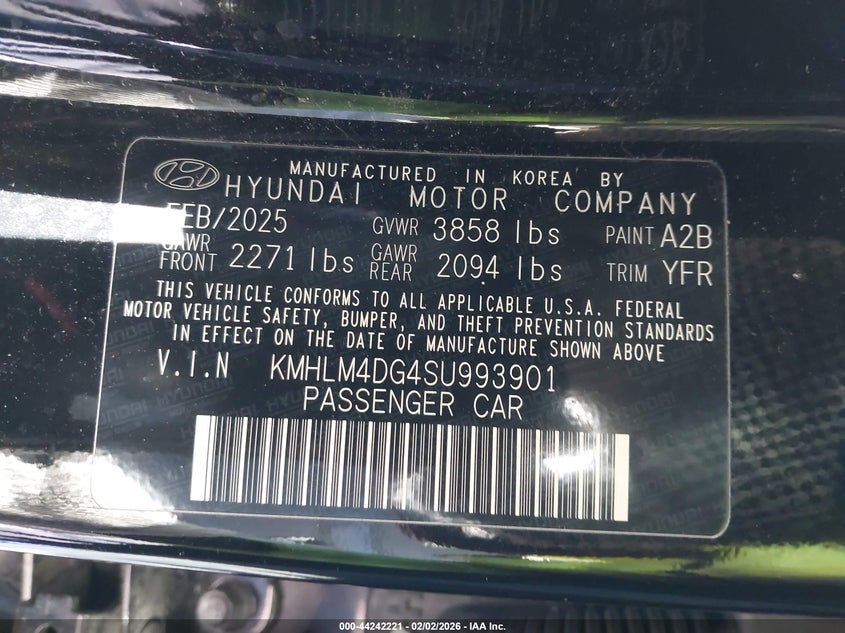 MANUFACTURED IN KOREA BY
HYUNDAI MOTOR COMPANY
FEB/2025 GVWR 3858 lbs PAINT A2B
GAWR FRONT 2271 lbs GAWR REAR 2094 lbs TRIM YFR
THIS VEHICLE CONFORMS TO ALL APPLICABLE U.S.A. FEDERAL
MOTOR VEHICLE SAFETY, BUMPER, AND THEFT PREVENTION STANDARDS
IN EFFECT ON THE DATE OF MANUFACTURE SHOWN ABOVE
V.I.N KMHLM4DG4SU993901
PASSENGER CAR
000-44242221 | 02/02/2026 | IAA Inc.